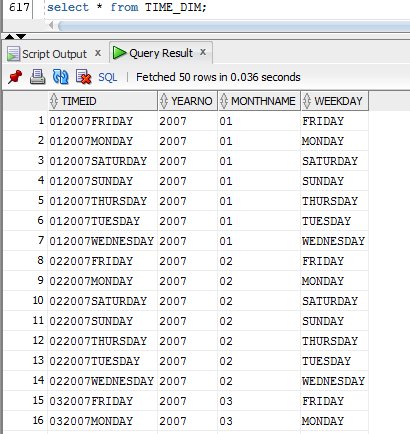 617 select * from TIME_DIM;
Script Output × Query Result ×
SQL | Fetched 50 rows in 0.036 seconds
TIMEID YEARNO MONTHNAME WEEKDAY
1 012007FRIDAY 2007 01 FRIDAY
2 012007MONDAY 2007 01 MONDAY
3 012007SATURDAY 2007 01 SATURDAY
4 012007SUNDAY 2007 01 SUNDAY
5 012007THURSDAY 2007 01 THURSDAY
6 012007TUESDAY 2007 01 TUESDAY
7 012007WEDNESDAY 2007 01 WEDNESDAY
8 022007FRIDAY 2007 02 FRIDAY
9 022007MONDAY 2007 02 MONDAY
10 022007SATURDAY 2007 02 SATURDAY
11 022007SUNDAY 2007 02 SUNDAY
12 022007THURSDAY 2007 02 THURSDAY
13 022007TUESDAY 2007 02 TUESDAY
14 022007WEDNESDAY 2007 02 WEDNESDAY
15 032007FRIDAY 2007 03 FRIDAY
16 032007MONDAY 2007 03 MONDAY